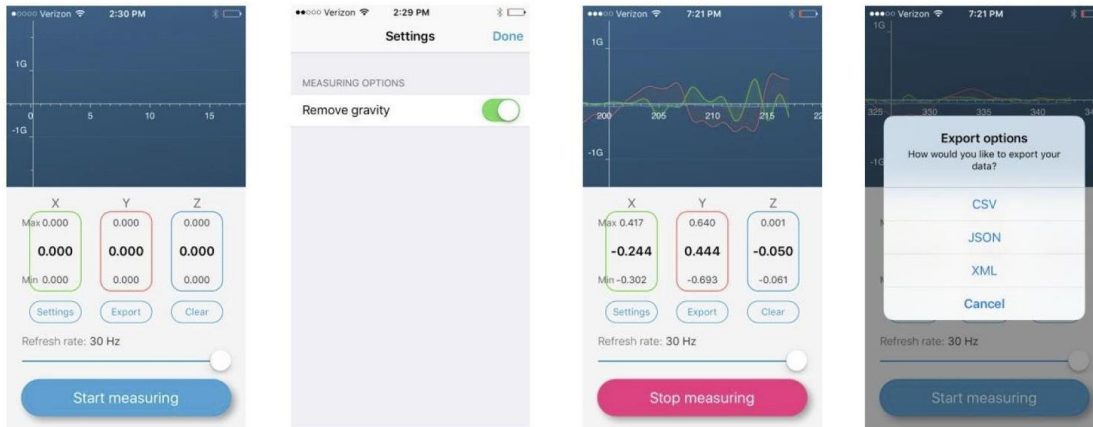 ●○○○○ Verizon 2:30 PM
1G
0 5 10 15
-1G
X Y Z
Max 0.000 0.000 0.000
0.000 0.000 0.000
Min 0.000 0.000 0.000
Settings Export Clear
Refresh rate: 30 Hz
Start measuring
●●○○○ Verizon 2:29 PM
Settings Done
MEASURING OPTIONS
Remove gravity
●●●○○ Verizon 7:21 PM
1G
200 205 210 215 22
-1G
X Y Z
Max 0.417 0.640 0.001
-0.244 0.444 -0.050
Min -0.302 -0.693 -0.061
Settings Export Clear
Refresh rate: 30 Hz
Stop measuring
●●●○○ Verizon 7:21 PM
1G
325 330 335 340 34
-1G
Export options
How would you like to export your
data?
CSV
JSON
XML
Cancel
Refresh rate: 30 Hz
Start measuring